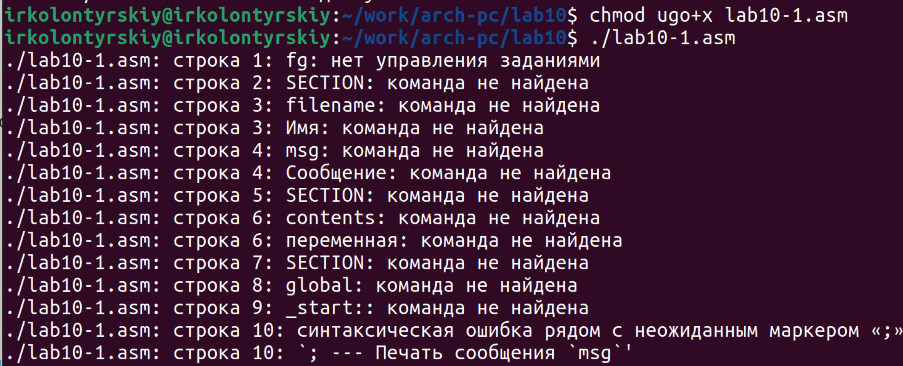 irkolontyrskiy@irkolontyrskiy:~/work/arch-pc/lab10$ chmod ugo+x lab10-1.asm
irkolontyrskiy@irkolontyrskiy:~/work/arch-pc/lab10$ ./lab10-1.asm
./lab10-1.asm: строка 1: fg: нет управления заданиями
./lab10-1.asm: строка 2: SECTION: команда не найдена
./lab10-1.asm: строка 3: filename: команда не найдена
./lab10-1.asm: строка 3: Имя: команда не найдена
./lab10-1.asm: строка 4: msg: команда не найдена
./lab10-1.asm: строка 4: Сообщение: команда не найдена
./lab10-1.asm: строка 5: SECTION: команда не найдена
./lab10-1.asm: строка 6: contents: команда не найдена
./lab10-1.asm: строка 6: переменная: команда не найдена
./lab10-1.asm: строка 7: SECTION: команда не найдена
./lab10-1.asm: строка 8: global: команда не найдена
./lab10-1.asm: строка 9: _start:: команда не найдена
./lab10-1.asm: строка 10: синтаксическая ошибка рядом с неожиданным маркером «;»
./lab10-1.asm: строка 10: `; --- Печать сообщения `msg`'